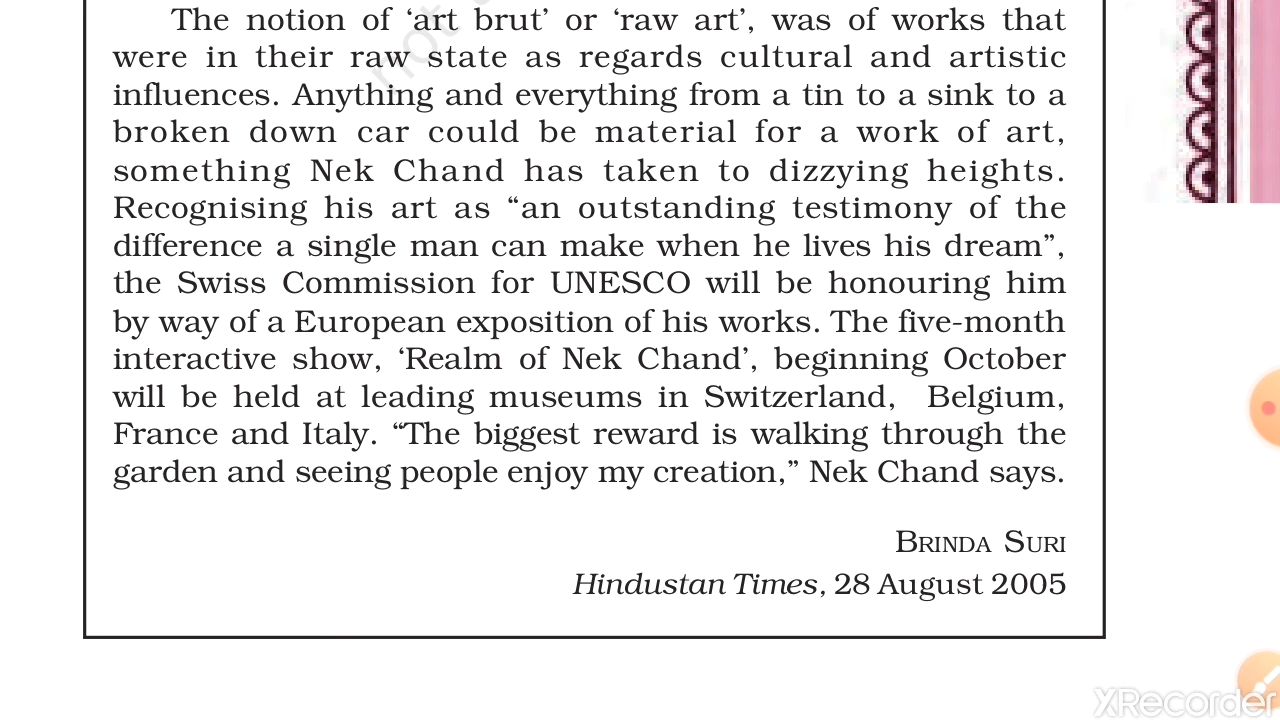 The notion of ‘art brut’ or ‘raw art’, was of works that
were in their raw state as regards cultural and artistic
influences. Anything and everything from a tin to a sink to a
broken down car could be material for a work of art,
something Nek Chand has taken to dizzying heights.
Recognising his art as “an outstanding testimony of the
difference a single man can make when he lives his dream”,
the Swiss Commission for UNESCO will be honouring him
by way of a European exposition of his works. The five-month
interactive show, ‘Realm of Nek Chand’, beginning October
will be held at leading museums in Switzerland, Belgium,
France and Italy. “The biggest reward is walking through the
garden and seeing people enjoy my creation,” Nek Chand says.
BRINDA SURI
Hindustan Times, 28 August 2005
XRecorder